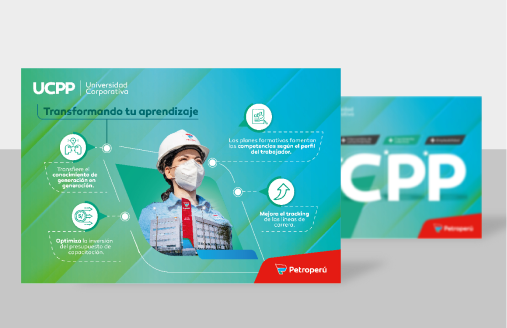 UCPP Universidad
Corporativa
Transformando tu aprendizaje
Los planes formativos fomentan
las competencias según el perfil
del trabajador.
Transfiere el
conocimiento de
generación en
generación.
Mejora el tracking
de las líneas de
carrera.
Optimiza la inversión
del presupuesto de
capacitación.
Petroperú
CPP